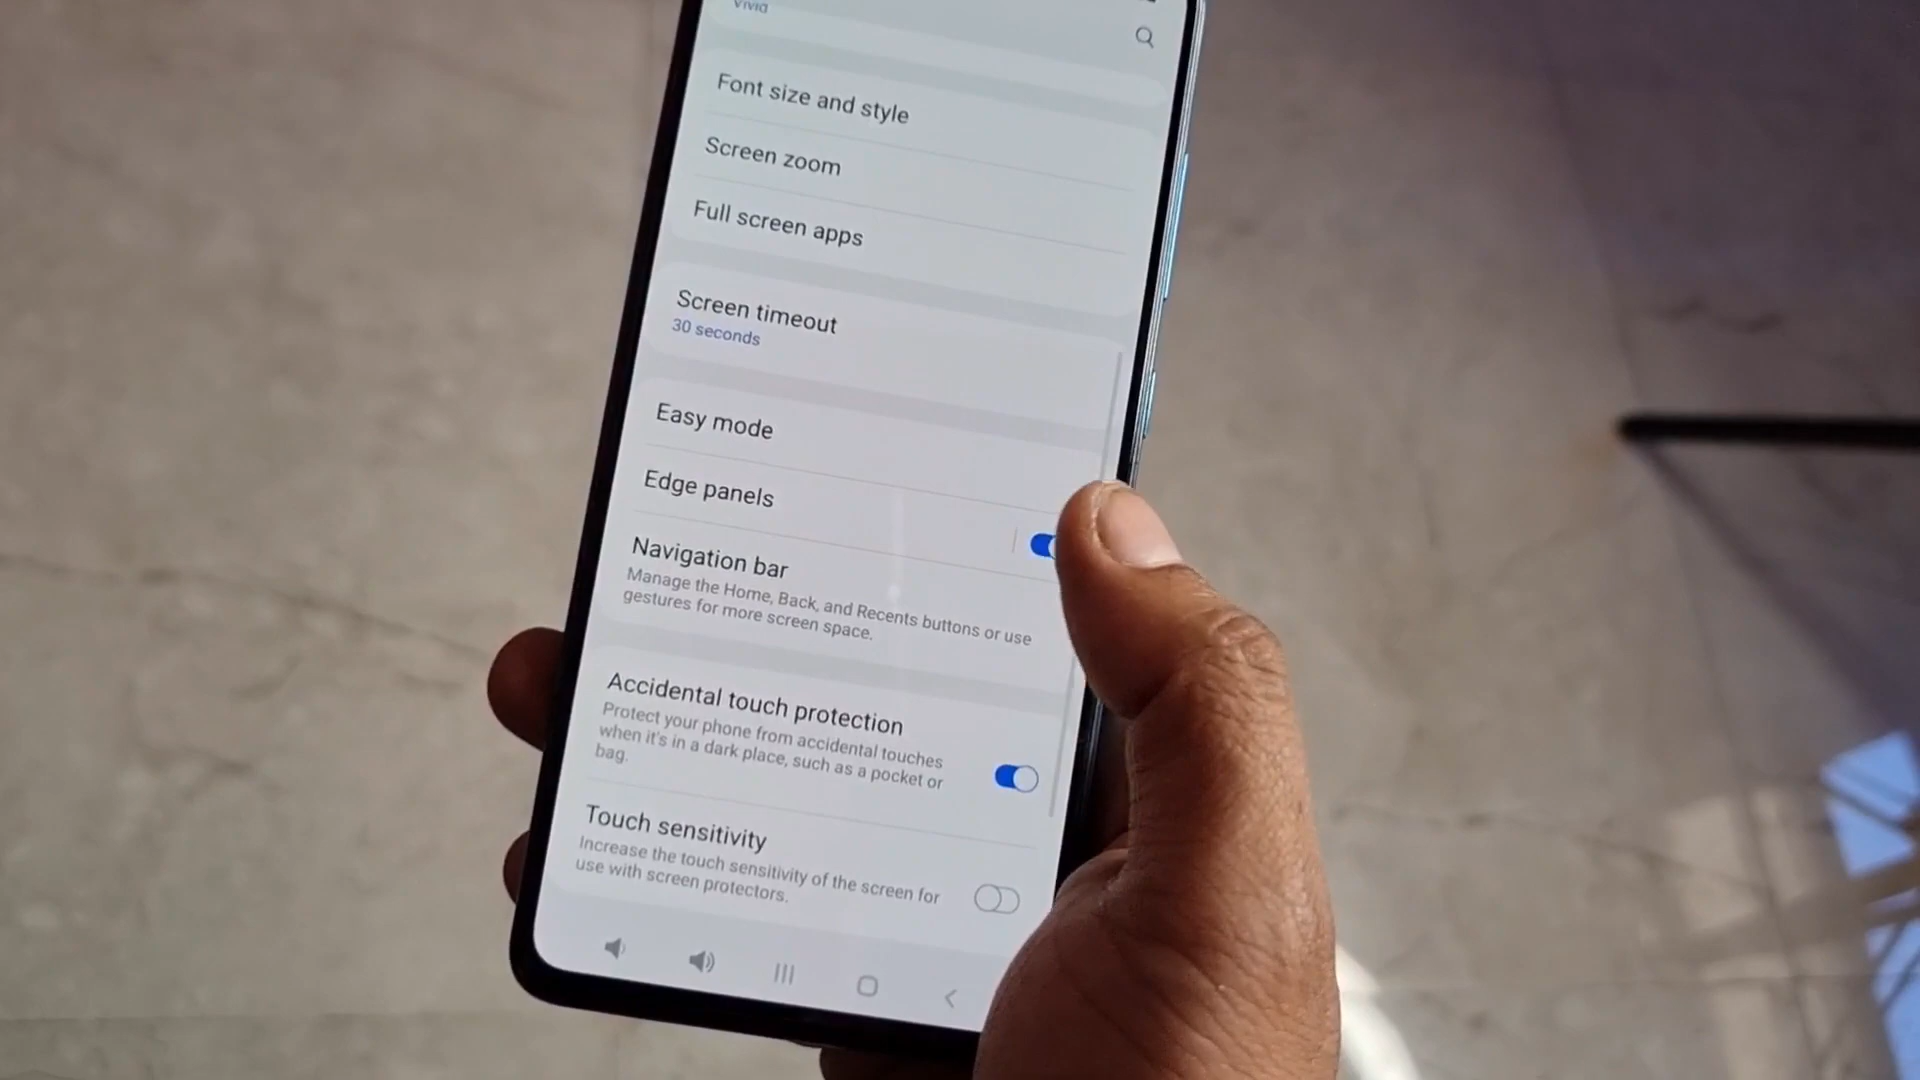 Vivid
Font size and style
Screen zoom
Full screen apps
Screen timeout
30 seconds
Easy mode
Edge panels
Navigation bar
Manage the Home, Back, and Recents buttons or use
gestures for more screen space.
Accidental touch protection
Protect your phone from accidental touches
when it's in a dark place, such as a pocket or
bag.
Touch sensitivity
Increase the touch sensitivity of the screen for
use with screen protectors.